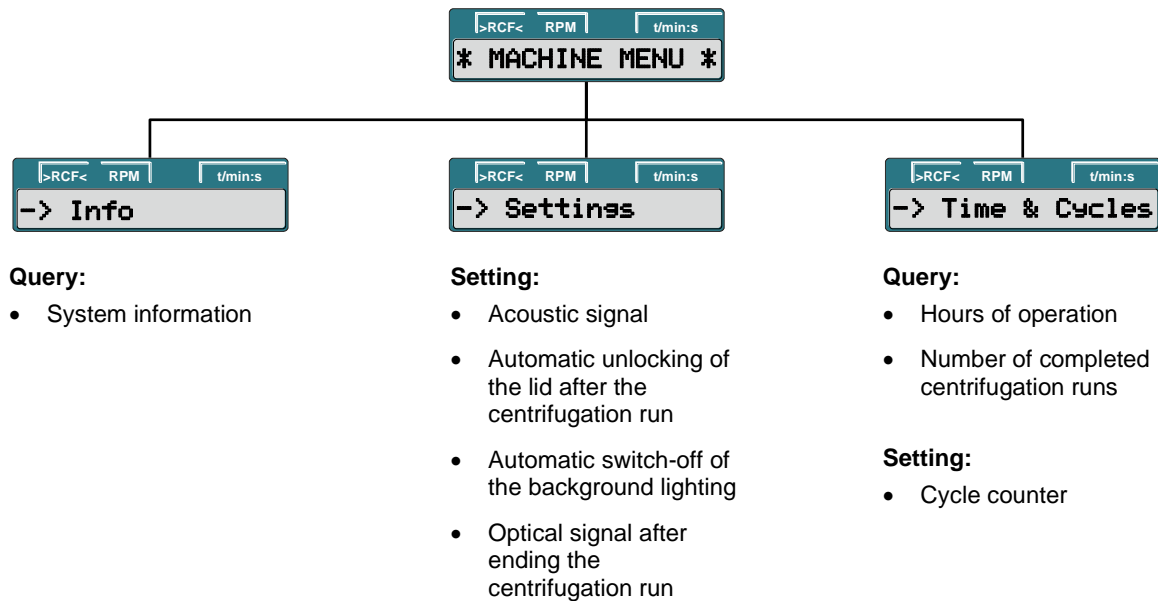 >RCF< RPM t/min:s
* MACHINE MENU *
>RCF< RPM t/min:s
-> Info
>RCF< RPM t/min:s
-> Settings
>RCF< RPM t/min:s
-> Time & Cycles
Query:
• System information
Setting:
• Acoustic signal
• Automatic unlocking of
the lid after the
centrifugation run
• Automatic switch-off of
the background lighting
• Optical signal after
ending the
centrifugation run
Query:
• Hours of operation
• Number of completed
centrifugation runs
Setting:
• Cycle counter